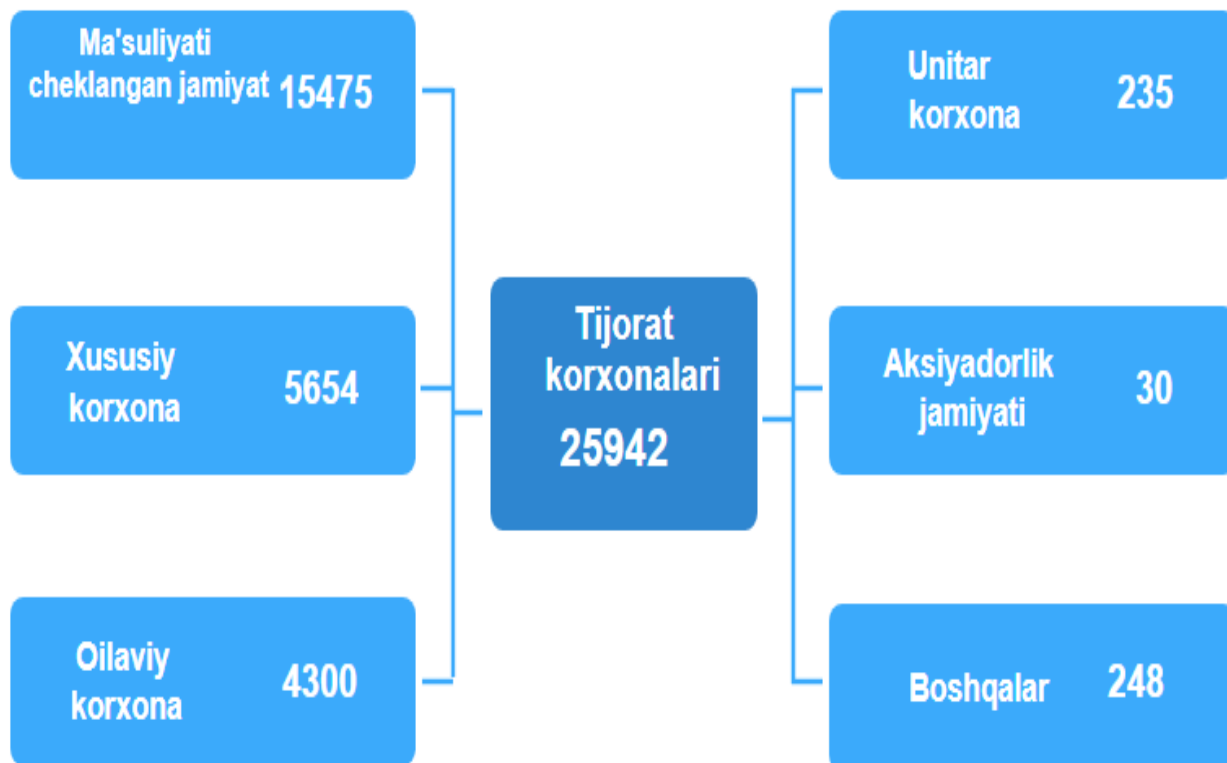 Ma'suliyati
cheklangan jamiyat 15475
Xususiy
korxona 5654
Oilaviy
korxona 4300
Tijorat
korxonalari
25942
Unitar
korxona 235
Aksiyadorlik
jamiyati 30
Boshqalar 248